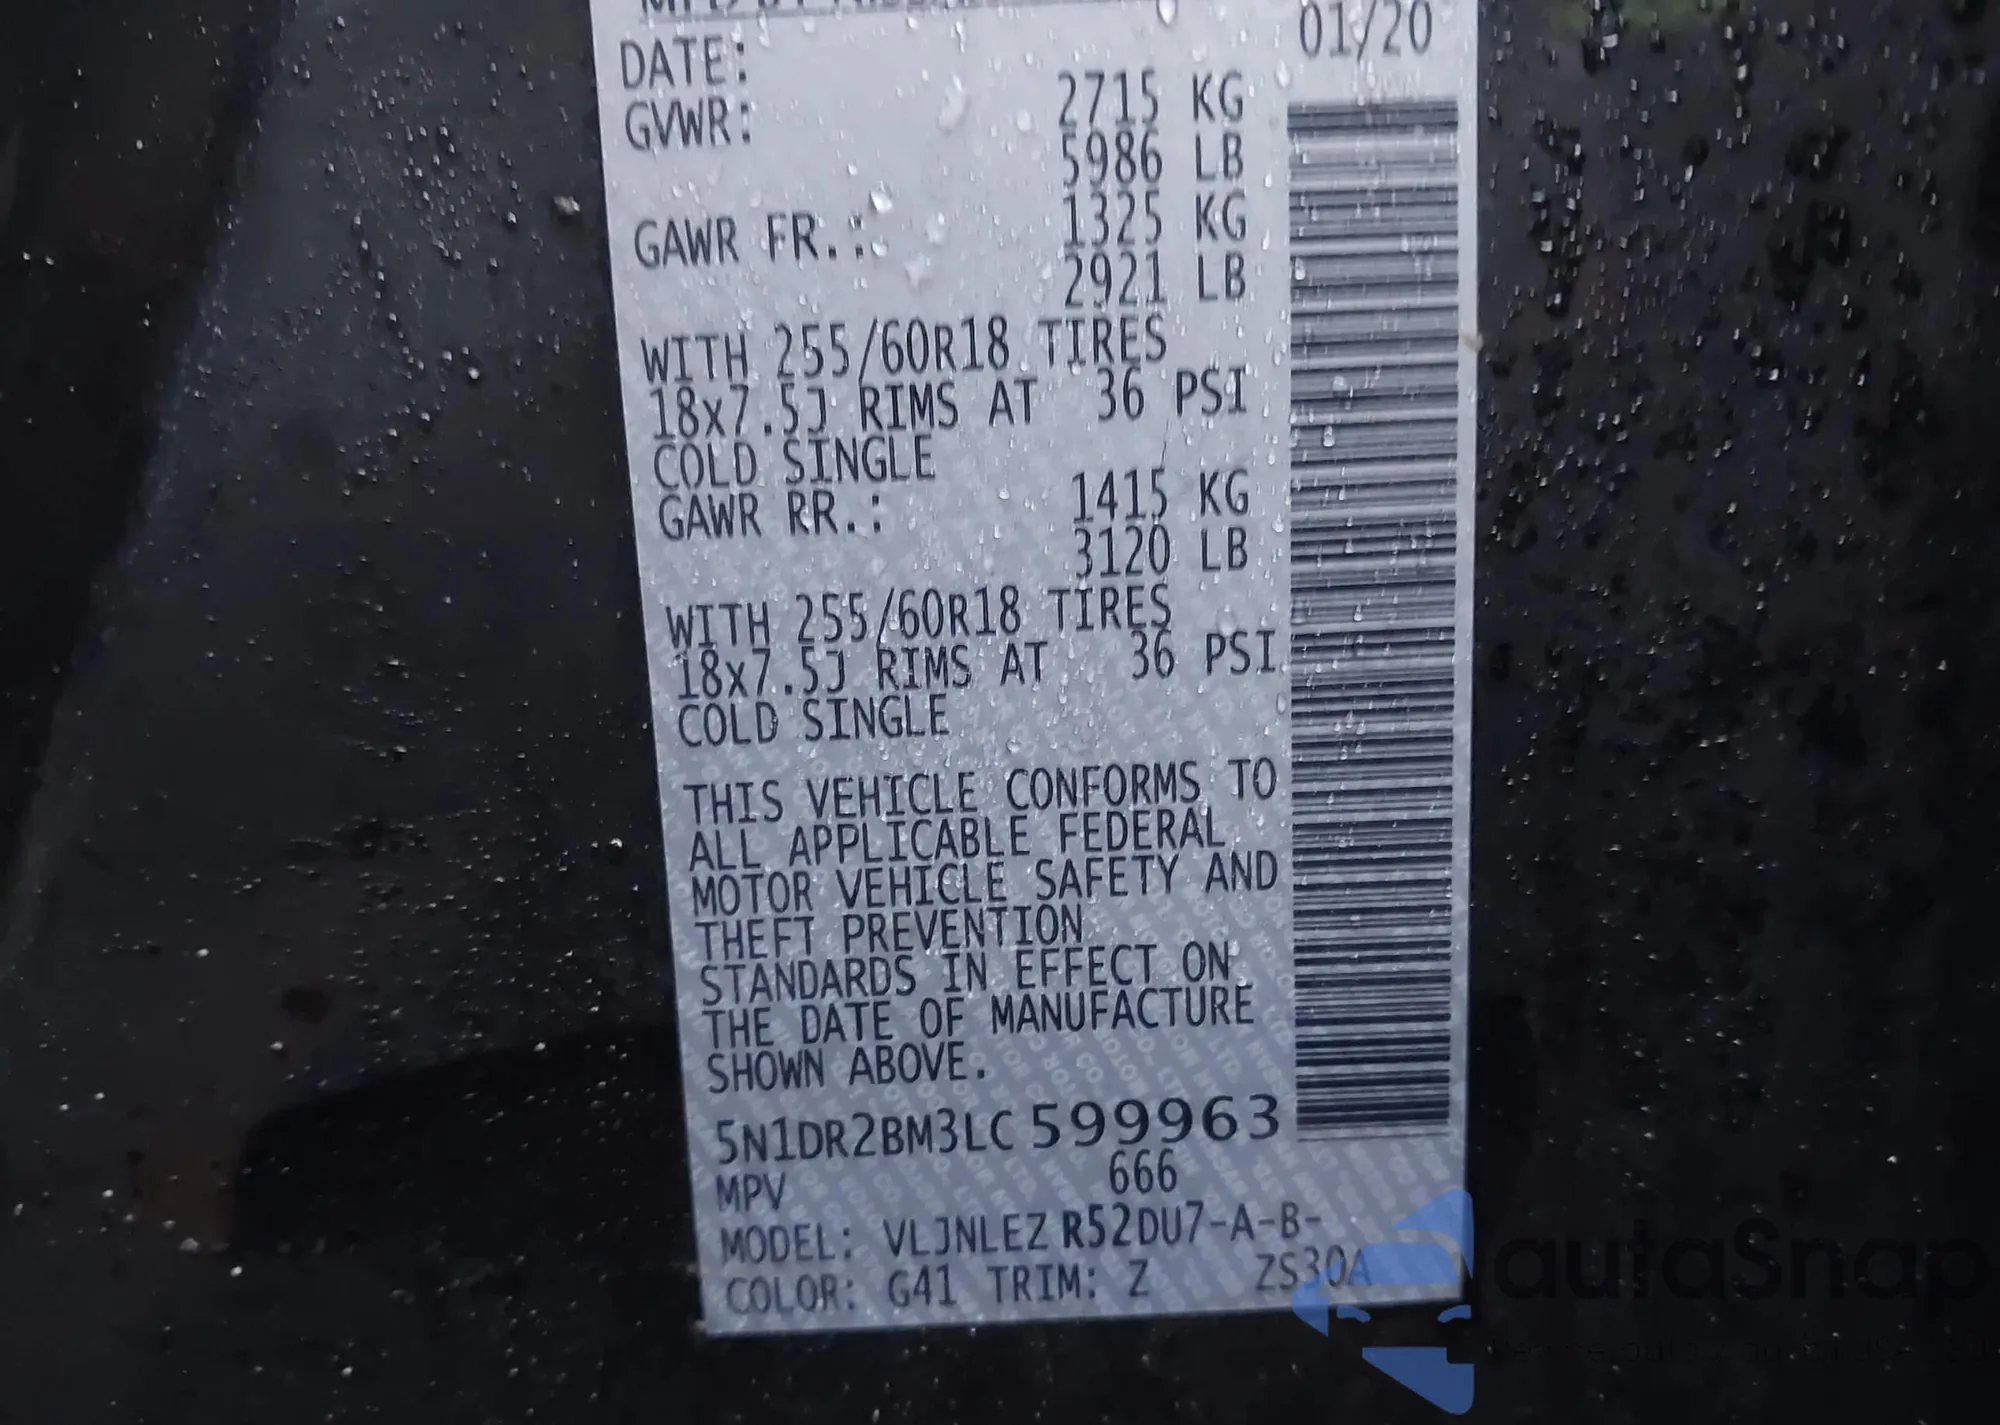 DATE: 01/20
GVWR: 2715 KG
5986 LB
GAWR FR.: 1325 KG
2921 LB
WITH 255/60R18 TIRES
18x7.5J RIMS AT 36 PSI
COLD SINGLE
GAWR RR.: 1415 KG
3120 LB
WITH 255/60R18 TIRES
18x7.5J RIMS AT 36 PSI
COLD SINGLE
THIS VEHICLE CONFORMS TO
ALL APPLICABLE FEDERAL
MOTOR VEHICLE SAFETY AND
THEFT PREVENTION
STANDARDS IN EFFECT ON
THE DATE OF MANUFACTURE
SHOWN ABOVE.
5N1DR2BM3LC599963
MPV 666
MODEL: VLJNLEZ R52DU7-A-B-
COLOR: G41 TRIM: Z ZS30A
autoSnap